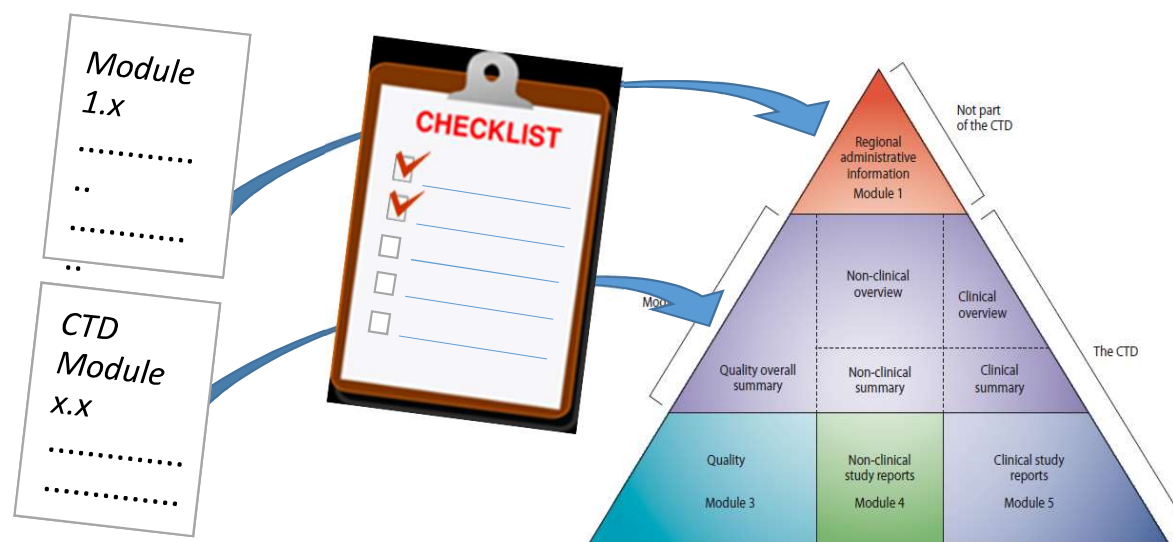 Module
1.x
............
..
............
..
CTD
Module
x.x
..............
..............
CHECKLIST
Not part
of the CTD
Regional
administrative
information
Module 1
Non-clinical
overview
Clinical
overview
The CTD
Quality overall
summary
Non-clinical
summary
Clinical
summary
Quality
Module 3
Non-clinical
study reports
Module 4
Clinical study
reports
Module 5